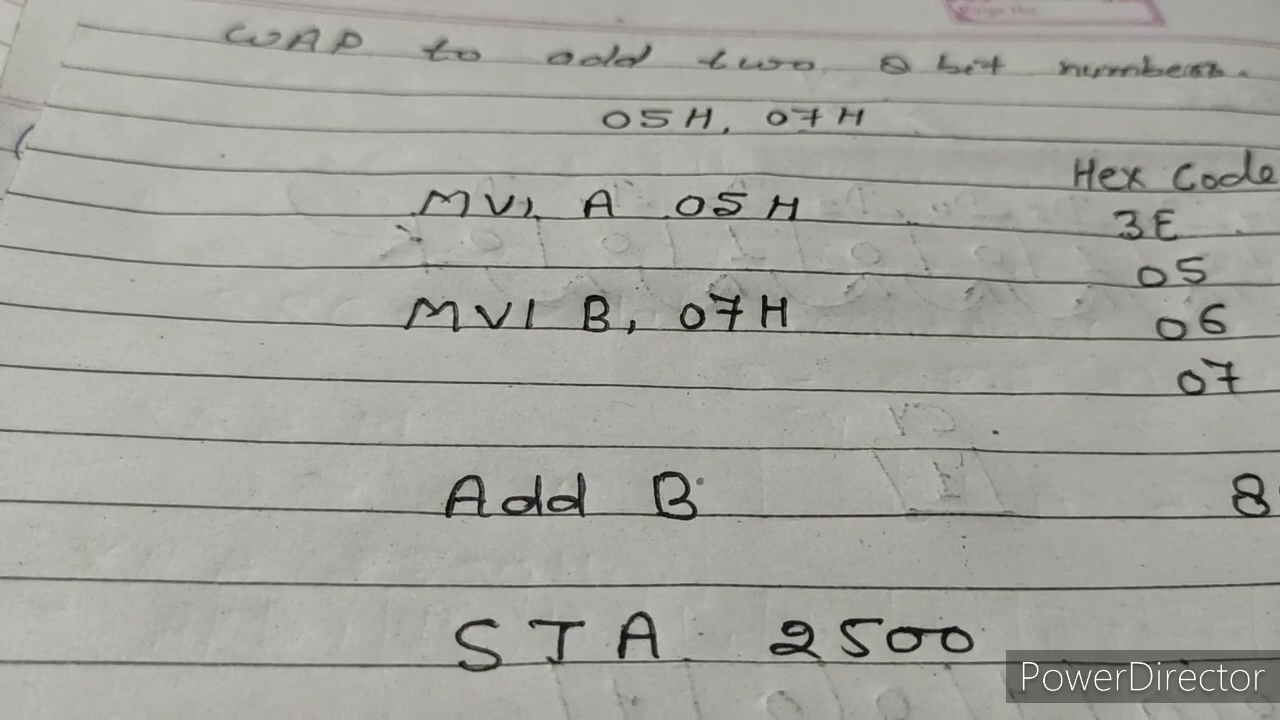 WAP to add two 8 bit numbers.
05H, 07H
Hex Code
MVI A 05H 3E
05
MVI B, 07H 06
07
Add B 8
STA 2500
PowerDirector